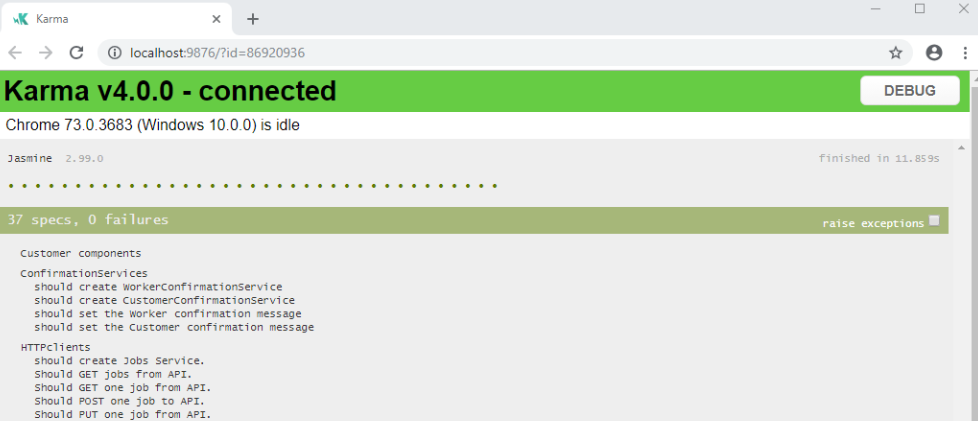 Karma
localhost:9876/?id=86920936
Karma v4.0.0 - connected
DEBUG
Chrome 73.0.3683 (Windows 10.0.0) is idle
Jasmine 2.99.0
finished in 11.859s
37 specs, 0 failures
raise exceptions
Customer components
ConfirmationServices
should create WorkerConfirmationService
should create CustomerConfirmationService
should set the Worker confirmation message
should set the Customer confirmation message
HTTPclients
should create Jobs Service.
Should GET jobs from API.
Should GET one job from API.
Should POST one job to API.
Should PUT one job from API.